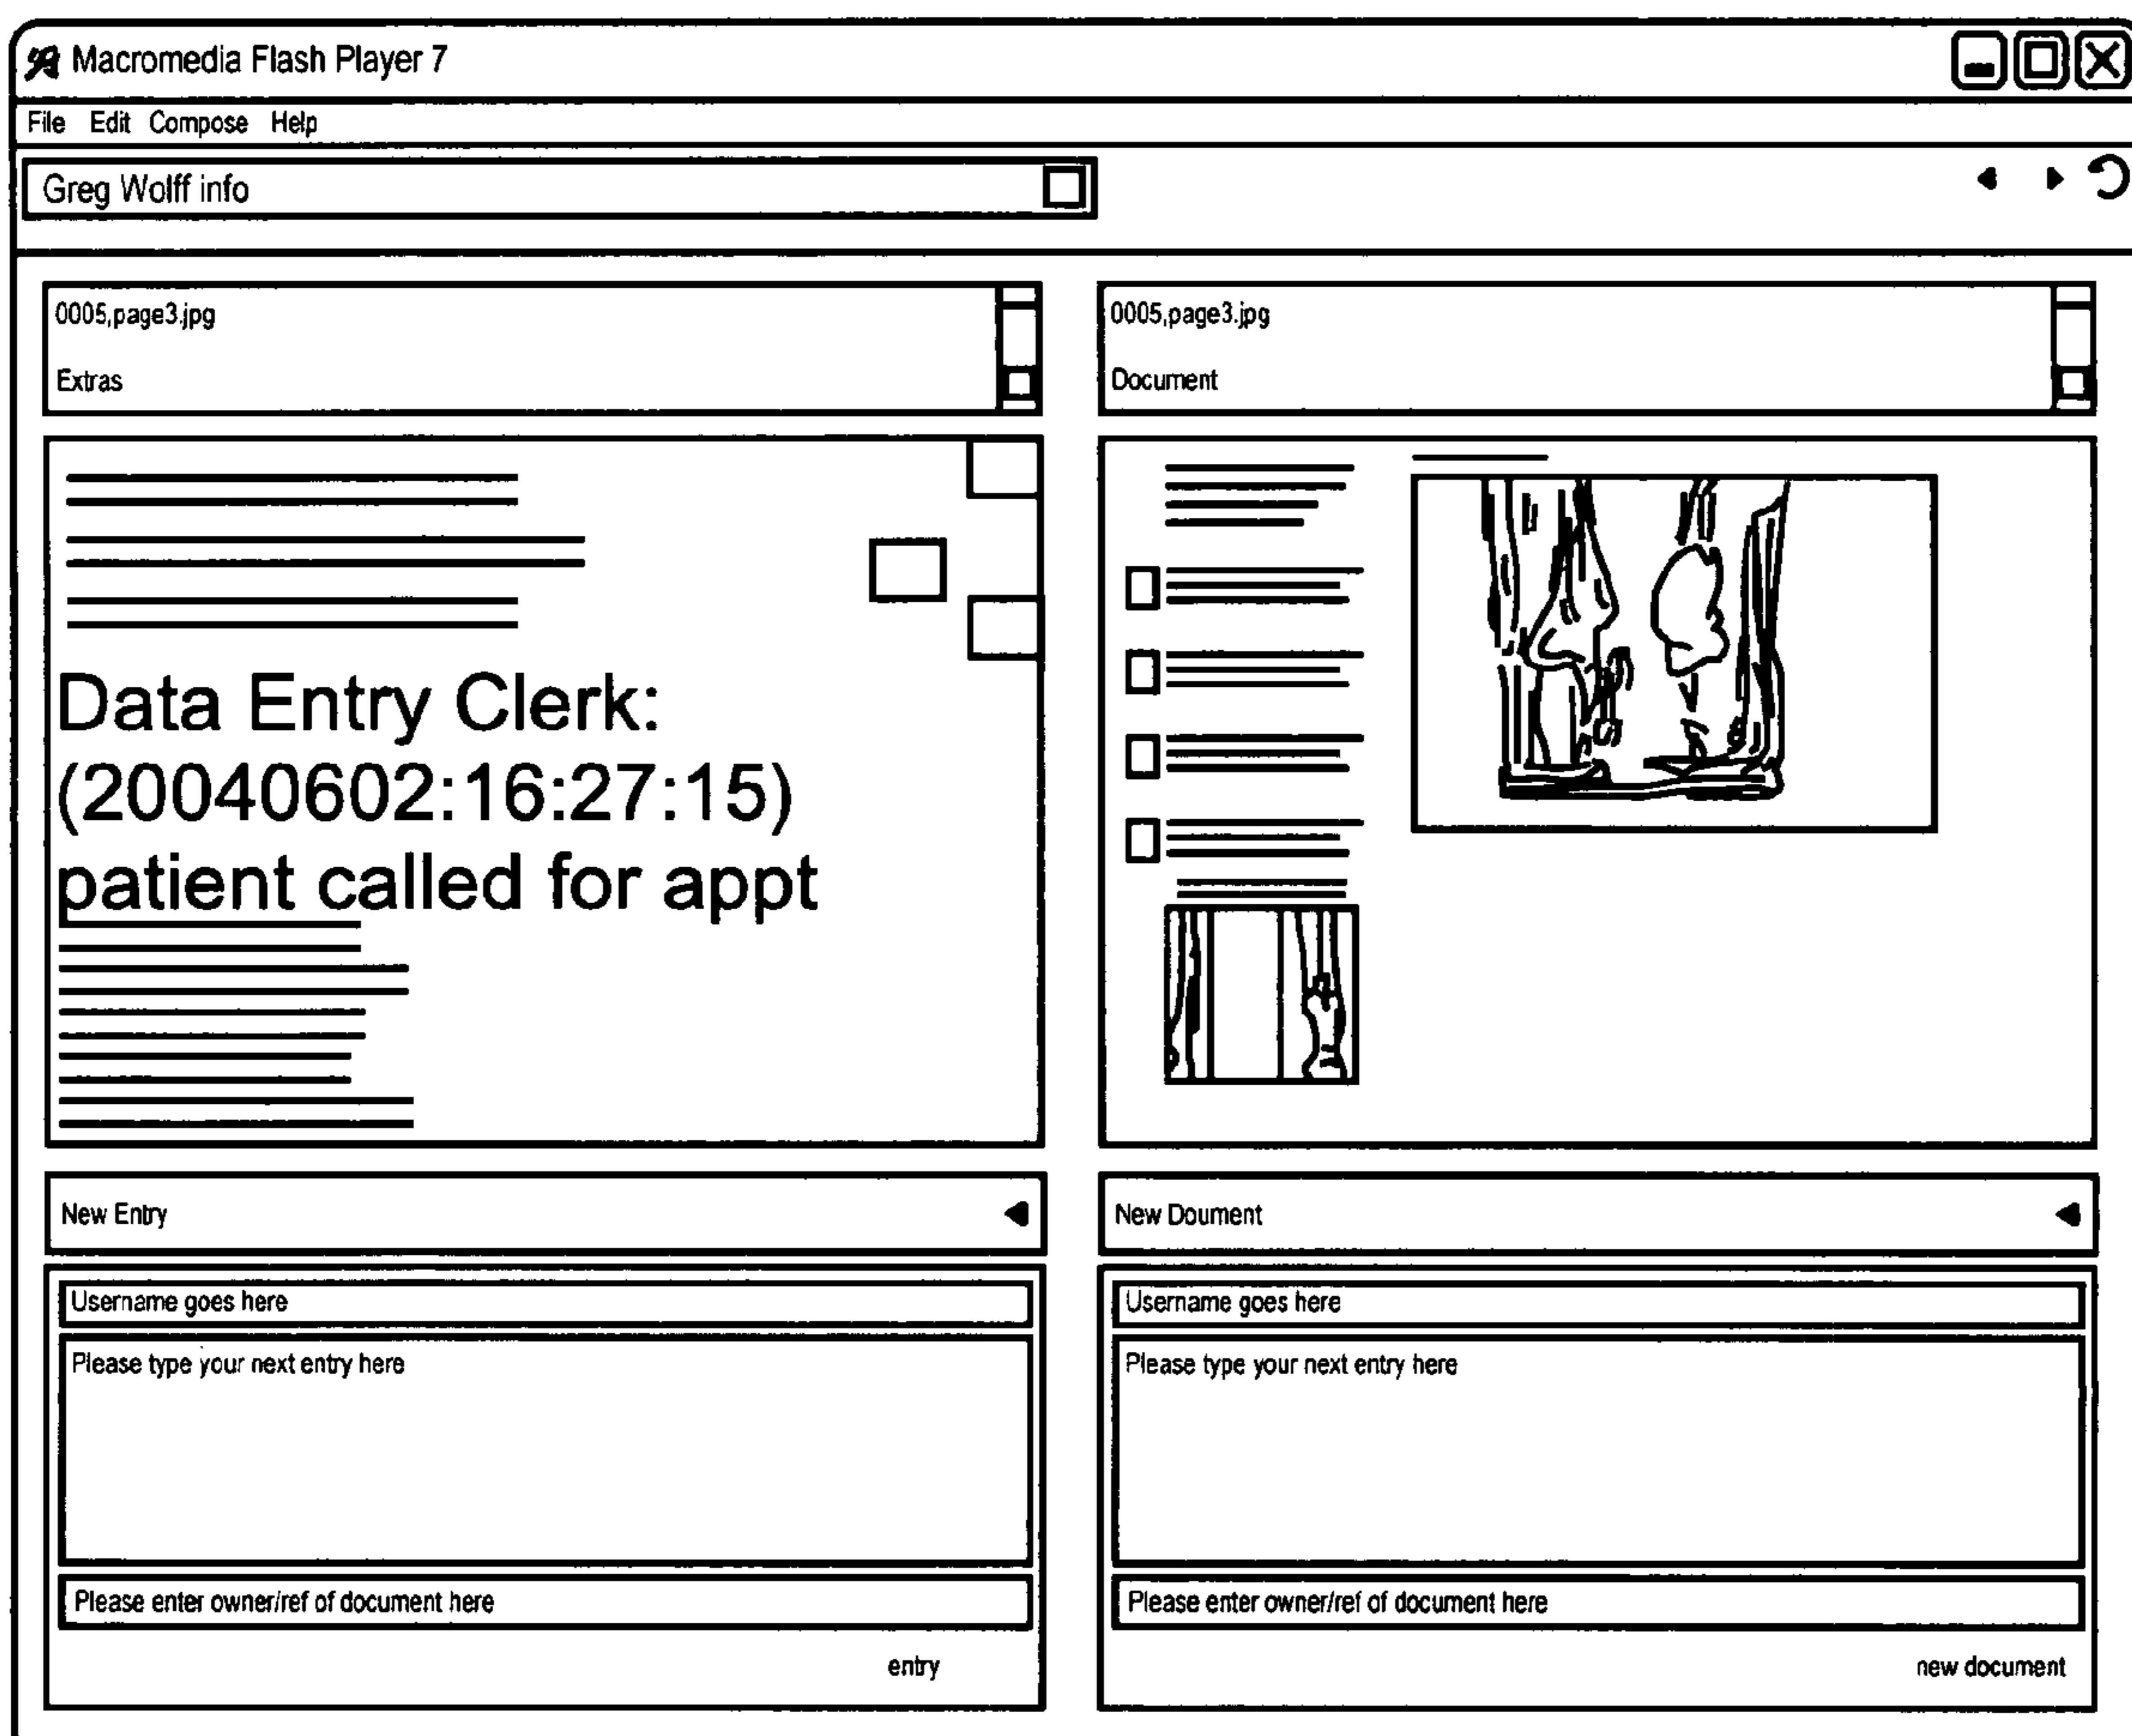 Macromedia Flash Player 7
File Edit Compose Help
Greg Wolff info
0005,page3.jpg
Extras
0005,page3.jpg
Document
Data Entry Clerk:
(20040602:16:27:15)
patient called for appt
New Entry
New Doument
Username goes here
Please type your next entry here
Please enter owner/ref of document here
entry
Username goes here
Please type your next entry here
Please enter owner/ref of document here
new document